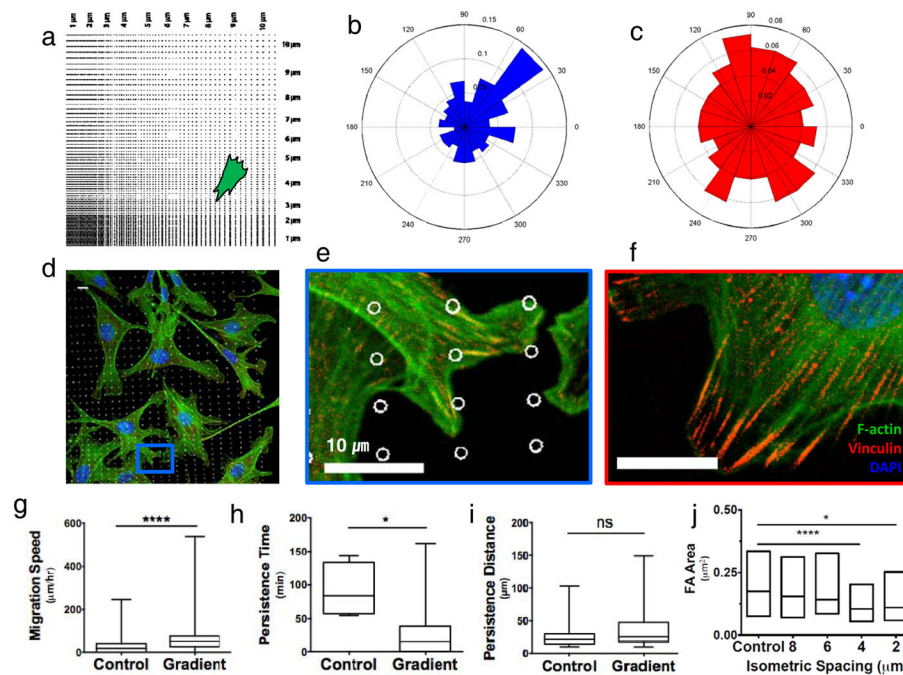 1 μm 2 μm 3 μm 4 μm 5 μm 6 μm 7 μm 8 μm 9 μm 10 μm
a
10 μm
9 μm
8 μm
7 μm
6 μm
5 μm
4 μm
3 μm
2 μm
1 μm
b
90
0.15
120
60
0.1
150
30
180
0
210
330
240
300
270
c
90
0.08
120
60
0.06
150
0.04
30
0.02
180
0
210
330
240
300
270
d
e
10 μm
f
F-actin
Vinculin
DAPI
g
Migration Speed
(μm/hr)
600
400
200
0
****
Control Gradient
h
Persistence Time
(min)
200
150
100
50
0
*
Control Gradient
i
Persistence Distance
(μm)
200
150
100
50
0
ns
Control Gradient
j
FA Area
(μm²)
0.50
0.25
0.00
*
****
Control 8 6 4 2
Isometric Spacing (μm